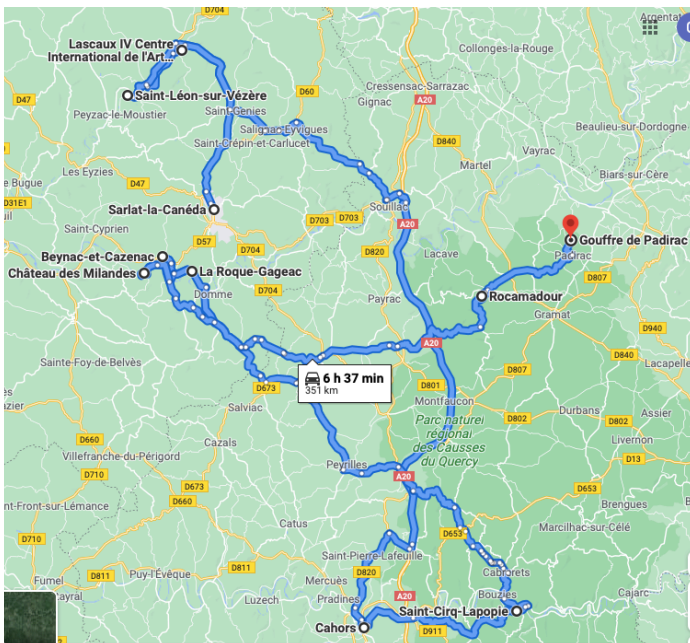 D704
Argentat
Lascaux IV Centre
International de l'Art...
Collonges-la-Rouge
D60
Cressensac-Sarrazac
Gignac
A20
D47
Saint-Léon-sur-Vézère
Peyzac-le-Moustier
Saint-Geniès
Beaulieu-sur-Dordogne
Salignac-Eyvigues
Saint-Crépin-et-Carlucet
D840
Vayrac
Martel
Les Eyzies
Biars-sur-Cère
D47
le Bugue
D31E1
Sarlat-la-Canéda
Souillac
D703
D703
D704
A20
Saint-Cyprien
D57
Gouffre de Padirac
D820
Lacave
Padirac
Beynac-et-Cazenac
Château des Milandes
La Roque-Gageac
D807
Domme
D704
Payrac
Rocamadour
Gramat
D940
A20
Sainte-Foy-de-Belvès
D840
Lacapelle
6 h 37 min
351 km
D673
D801
D807
Salviac
Montfaucon
Durbans
Assier
Parc naturel
régional
des Causses
du Quercy
D802
D802
D660
Cazals
Livernon
Villefranche-du-Périgord
D13
D710
Peyrilles
A20
D673
D653
nt-Front-sur-Lémance
D660
Brengues
Catus
D653
Marcilhac-sur-Célé
D710
Saint-Pierre-Lafeuille
D811
Cabrerets
Fumel
D811
Puy-l'Évêque
Mercuès
D820
Bouziès
Cajarc
ayral
Luzech
Pradines
A20
Saint-Cirq-Lapopie
Cahors
D911